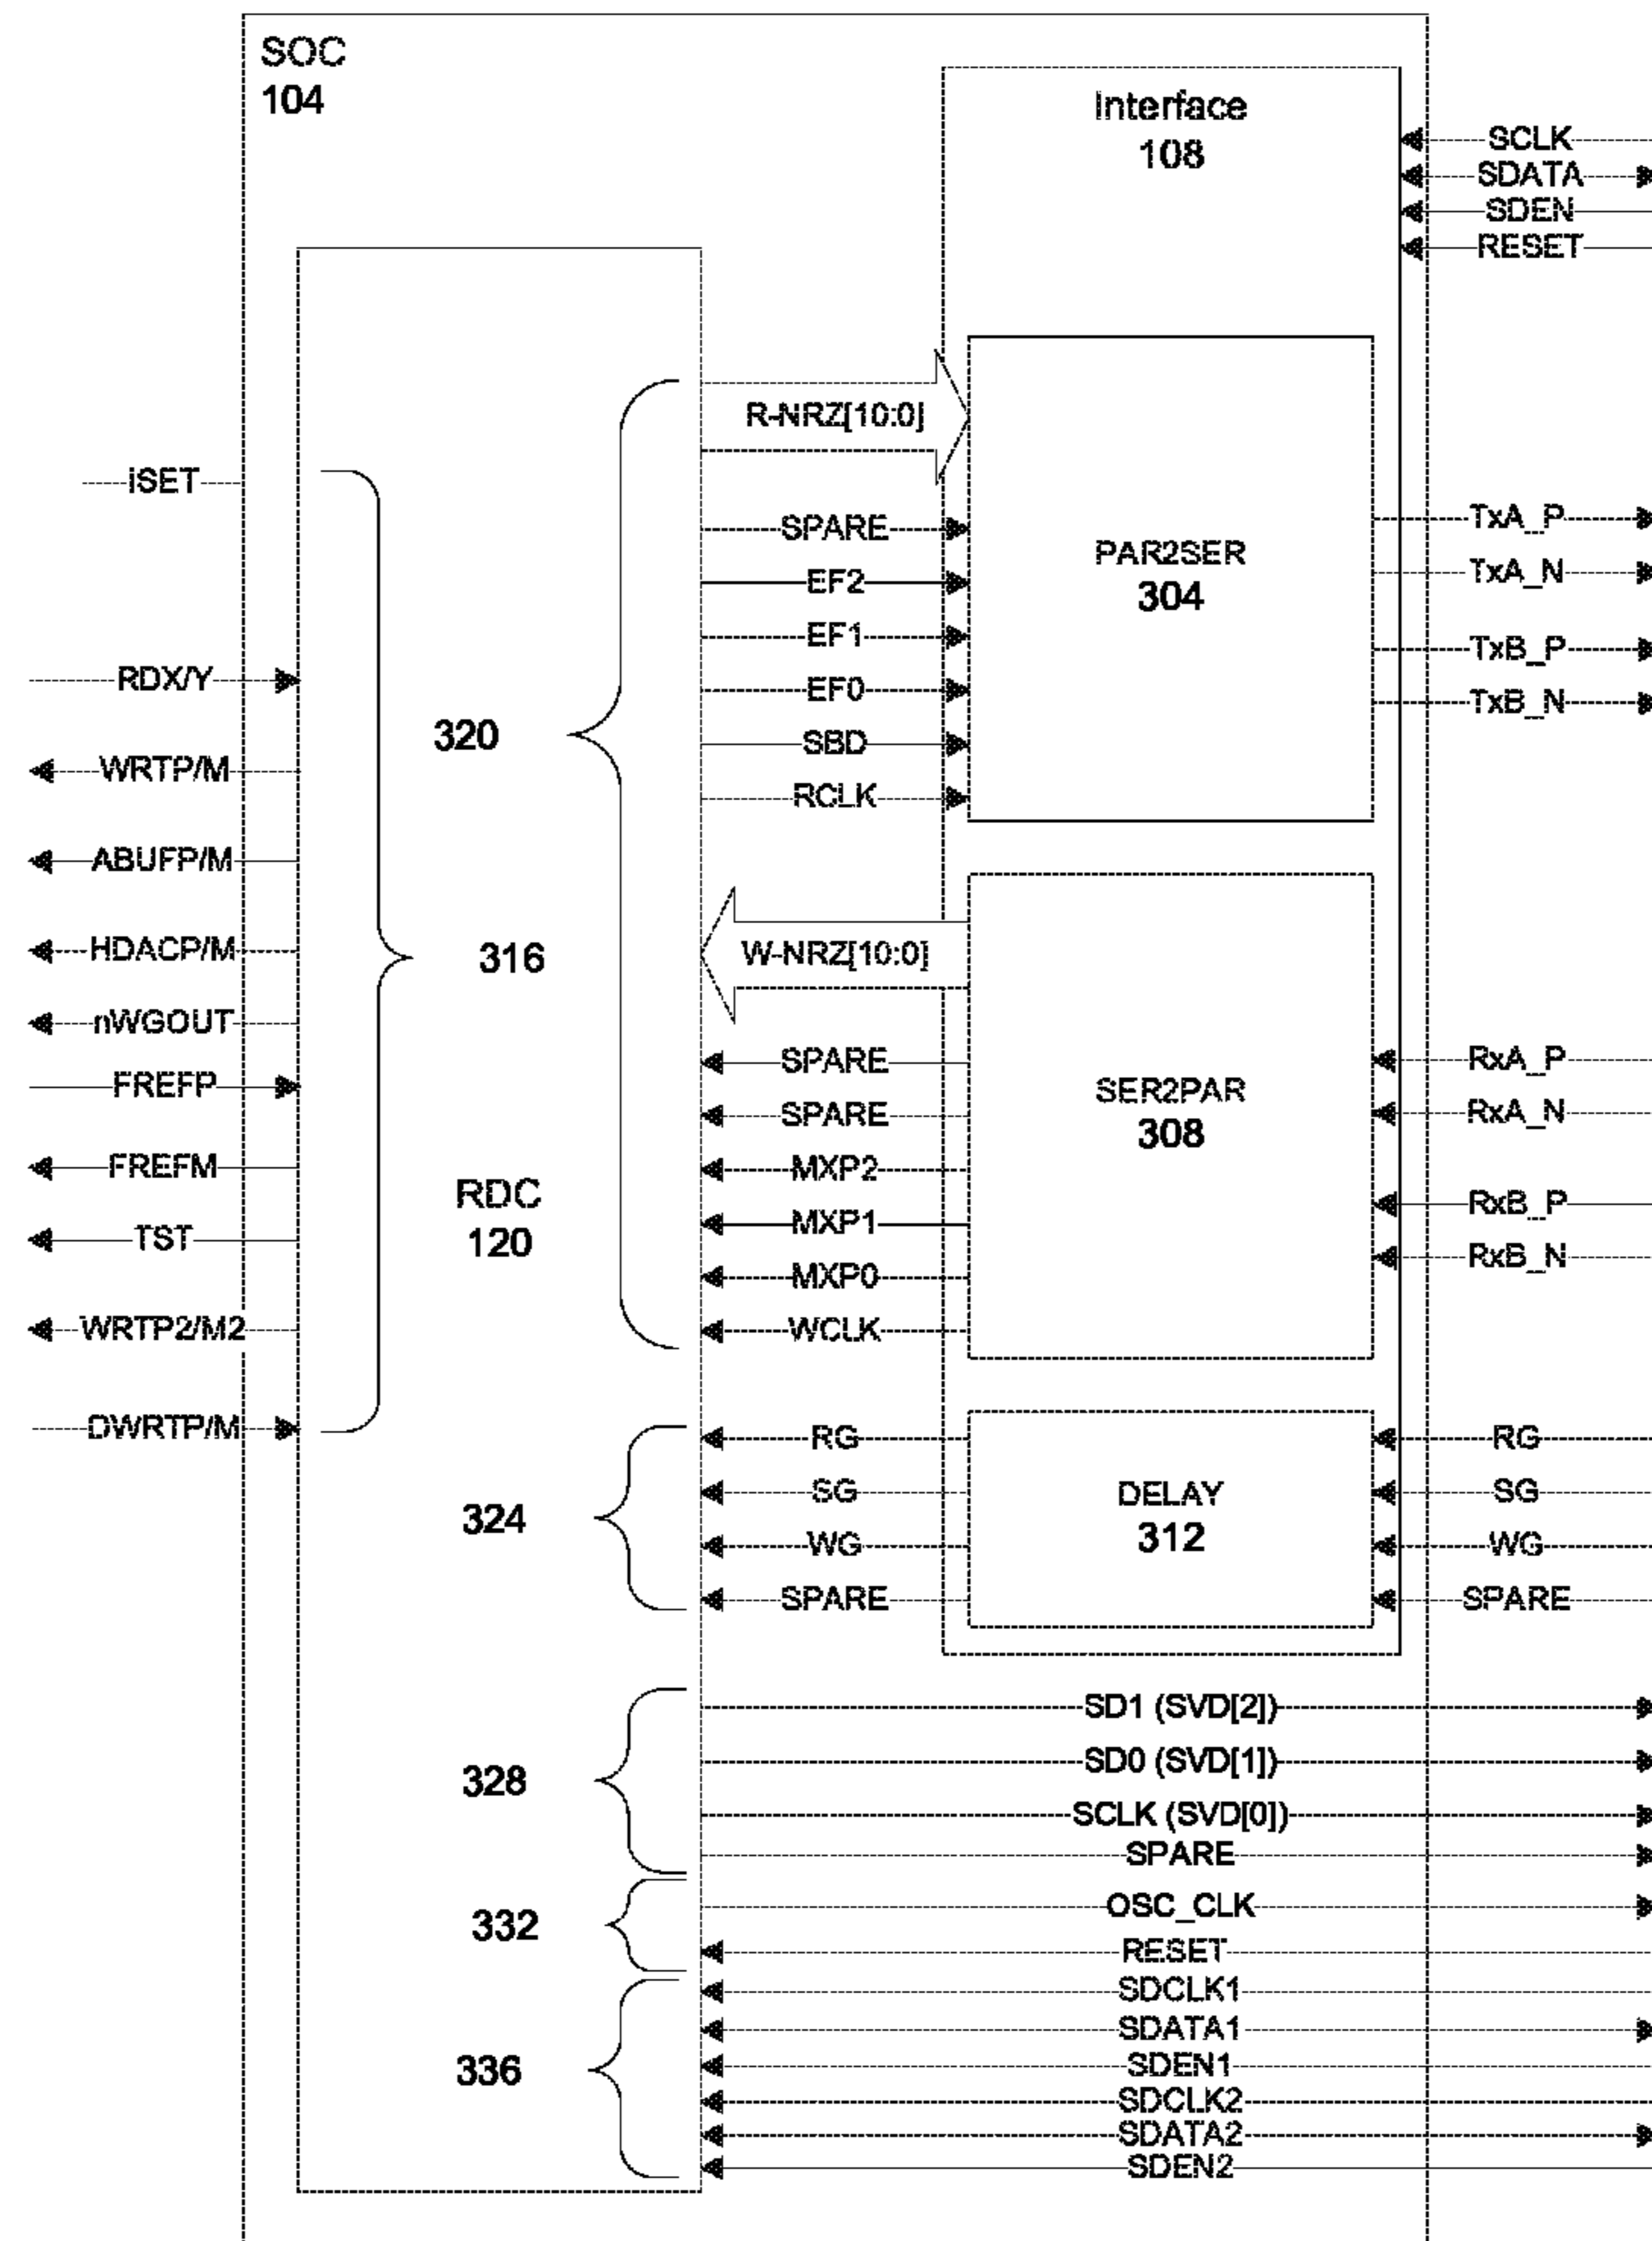 SOC
104
Interface
108
SCLK
SDATA
SDEN
RESET
R-NRZ[10:0]
ISET
SPARE
EF2
EF1
EF0
SBD
RCLK
PAR2SER
304
TxA_P
TxA_N
TxB_P
TxB_N
RDX/Y
WRTP/M
ABUFP/M
HDACP/M
nWGOUT
FREFP
FREFM
TST
WRTP2/M2
DWRTP/M
320
316
RDC
120
W-NRZ[10:0]
SPARE
SPARE
MXP2
MXP1
MXP0
WCLK
SER2PAR
308
RxA_P
RxA_N
RxB_P
RxB_N
324
RG
SG
WG
SPARE
DELAY
312
RG
SG
WG
SPARE
328
SD1 (SVD[2])
SD0 (SVD[1])
SCLK (SVD[0])
SPARE
332
OSC_CLK
RESET
336
SDCLK1
SDATA1
SDEN1
SDCLK2
SDATA2
SDEN2